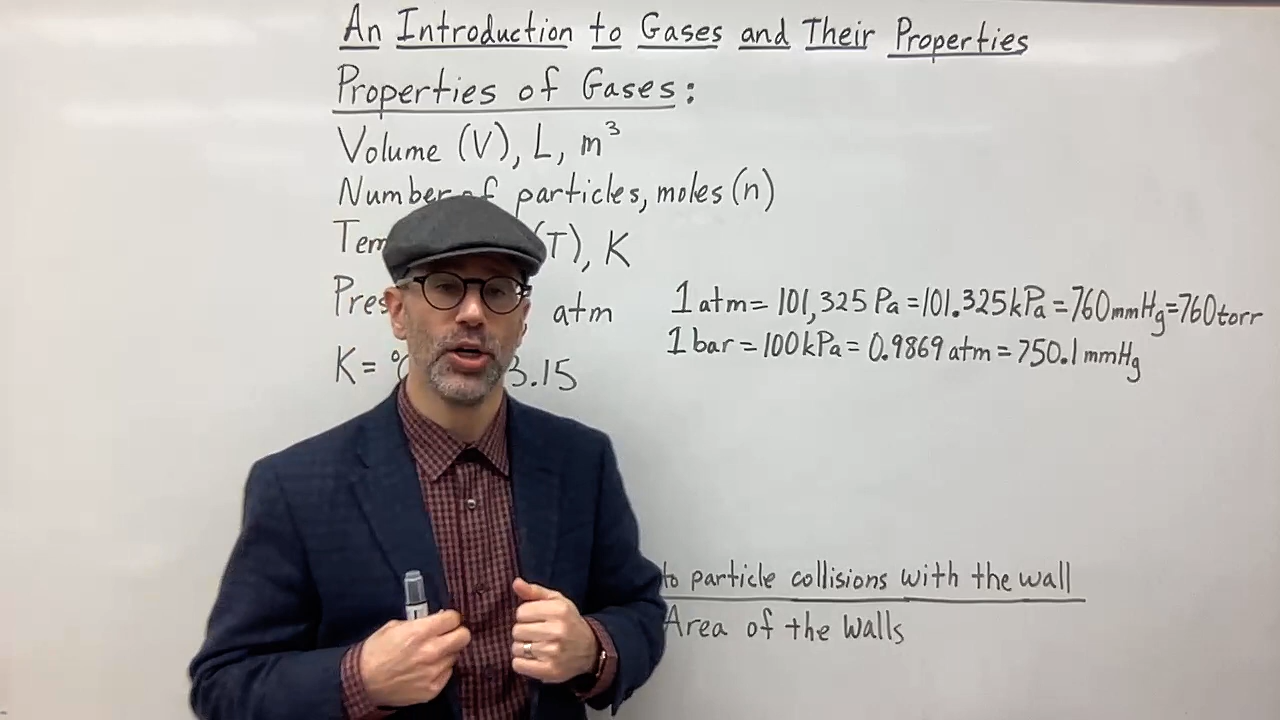 An Introduction to Gases and Their Properties
Properties of Gases:
Volume (V), L, m³
Number of particles, moles (n)
(T), K
atm
1 atm = 101,325 Pa = 101.325 kPa = 760 mmHg = 760 torr
1 bar = 100 kPa = 0.9869 atm = 750.1 mmHg
K = °C 3.15
to particle collisions with the wall
Area of the walls